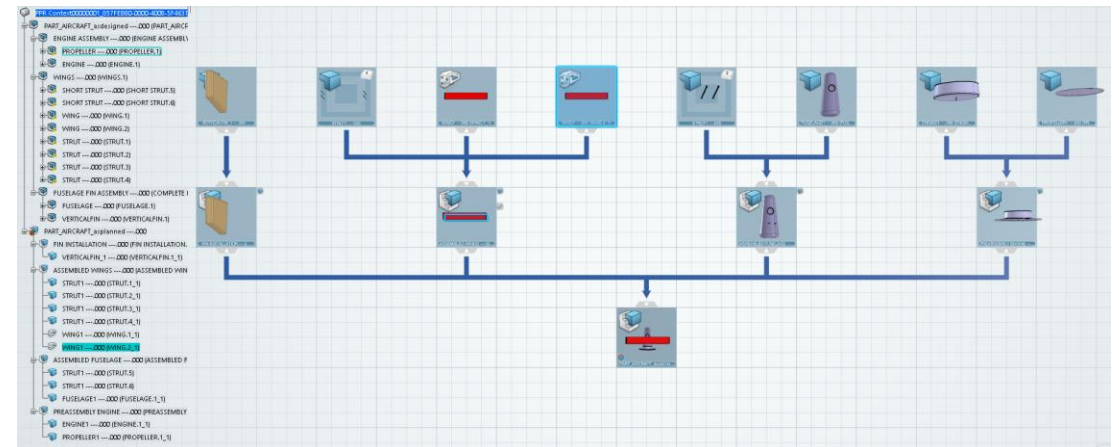 PPR Context
PART_AIRCRAFT_asdesigned ---.000 (PART_AIRCF
ENGINE ASSEMBLY ---.000 (ENGINE ASSEMBLY
PROPELLER ---.000 (PROPELLER.1)
ENGINE ---.000 (ENGINE.1)
WINGS ---.000 (WINGS.1)
SHORT STRUT ---.000 (SHORT STRUT.5)
SHORT STRUT ---.000 (SHORT STRUT.6)
WING ---.000 (WING.1)
WING ---.000 (WING.2)
STRUT ---.000 (STRUT.1)
STRUT ---.000 (STRUT.2)
STRUT ---.000 (STRUT.3)
STRUT ---.000 (STRUT.4)
FUSELAGE FIN ASSEMBLY ---.000 (COMPLETE
FUSELAGE ---.000 (FUSELAGE.1)
VERTICALFIN ---.000 (VERTICALFIN.1)
PART_AIRCRAFT_asplanned ---.000
FIN INSTALLATION ---.000 (FIN INSTALLATION.
VERTICALFIN_1 ---.000 (VERTICALFIN.1_1)
ASSEMBLED WINGS ---.000 (ASSEMBLED WIN
STRUT1 ---.000 (STRUT.1_1)
STRUT1 ---.000 (STRUT.2_1)
STRUT1 ---.000 (STRUT.3_1)
STRUT1 ---.000 (STRUT.4_1)
WING1 ---.000 (WING.1_1)
WING1 ---.000 (WING.2_1)
ASSEMBLED FUSELAGE ---.000 (ASSEMBLED F
STRUT1 ---.000 (STRUT.5)
STRUT1 ---.000 (STRUT.6)
FUSELAGE1 ---.000 (FUSELAGE.1_1)
PREASSEMBLY ENGINE ---.000 (PREASSEMBLY
ENGINE1 ---.000 (ENGINE.1_1)
PROPELLER1 ---.000 (PROPELLER.1_1)